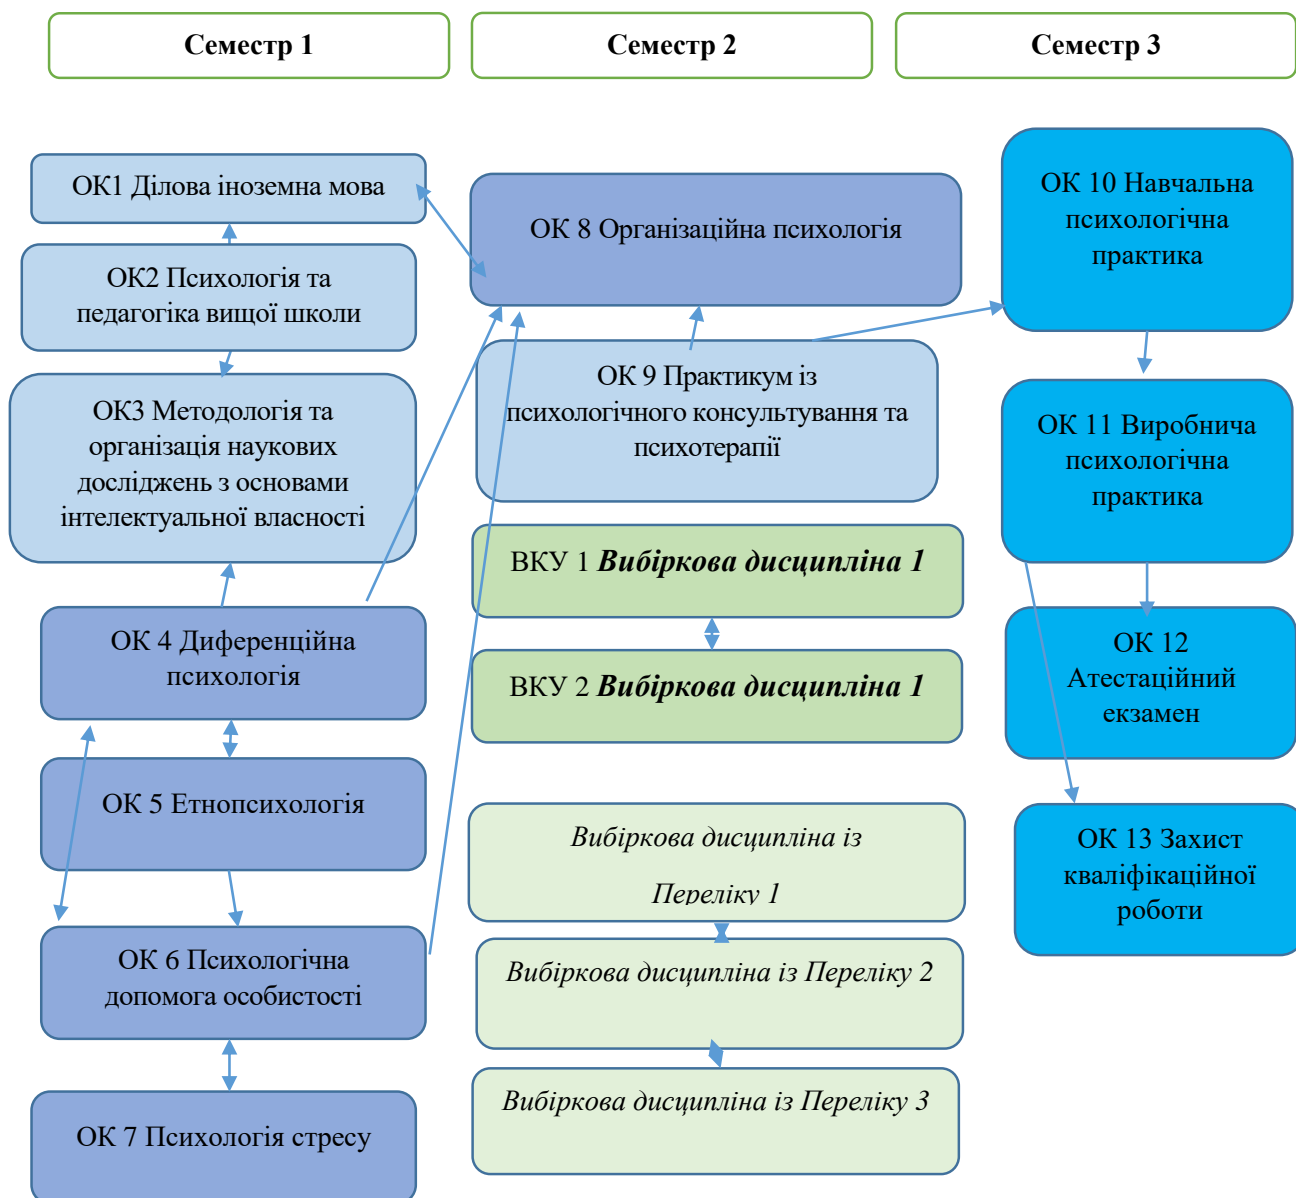 Семестр 1
Семестр 2
Семестр 3
ОК1 Ділова іноземна мова
ОК2 Психологія та
педагогіка вищої школи
ОК3 Методологія та
організація наукових
досліджень з основами
інтелектуальної власності
ОК 4 Диференційна
психологія
ОК 5 Етнопсихологія
ОК 6 Психологічна
допомога особистості
ОК 7 Психологія стресу
ОК 8 Організаційна психологія
ОК 9 Практикум із
психологічного консультування та
психотерапії
ВКУ 1 Вибіркова дисципліна 1
ВКУ 2 Вибіркова дисципліна 1
Вибіркова дисципліна із
Переліку 1
Вибіркова дисципліна із Переліку 2
Вибіркова дисципліна із Переліку 3
ОК 10 Навчальна
психологічна
практика
ОК 11 Виробнича
психологічна
практика
ОК 12
Атестаційний
екзамен
ОК 13 Захист
кваліфікаційної
роботи